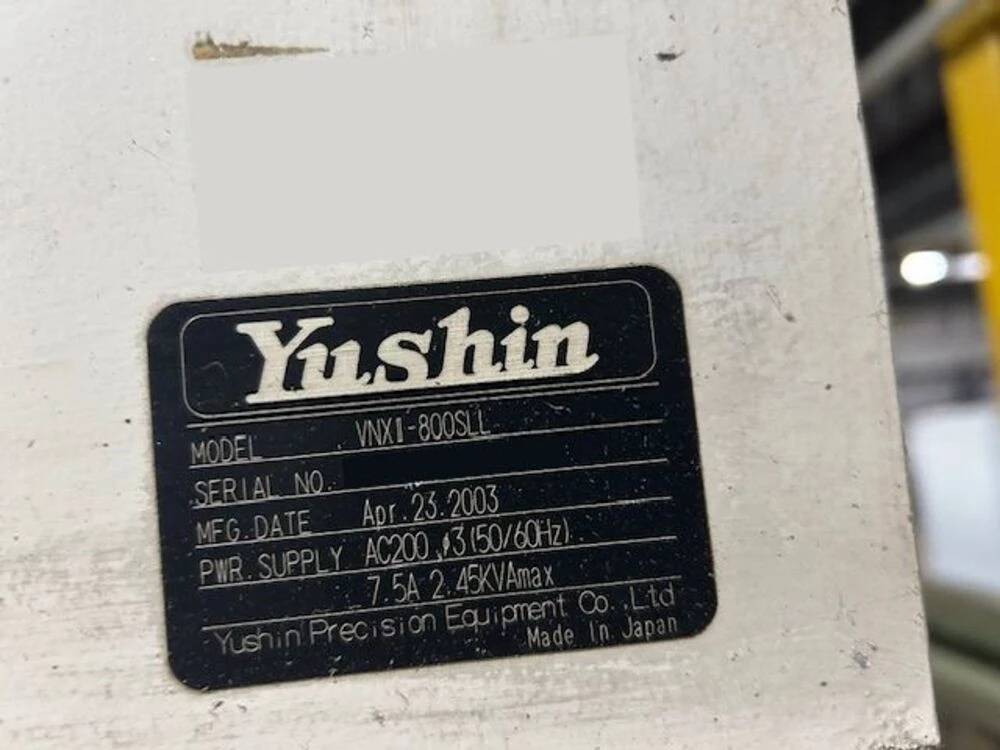 Yushin
MODEL VNXⅡ-800SLL
SERIAL NO.
MFG.DATE Apr.23.2003
PWR.SUPPLY AC200 ,φ3(50/60Hz)
7.5A 2.45KVAmax
Yushin Precision Equipment Co.,Ltd
Made In Japan